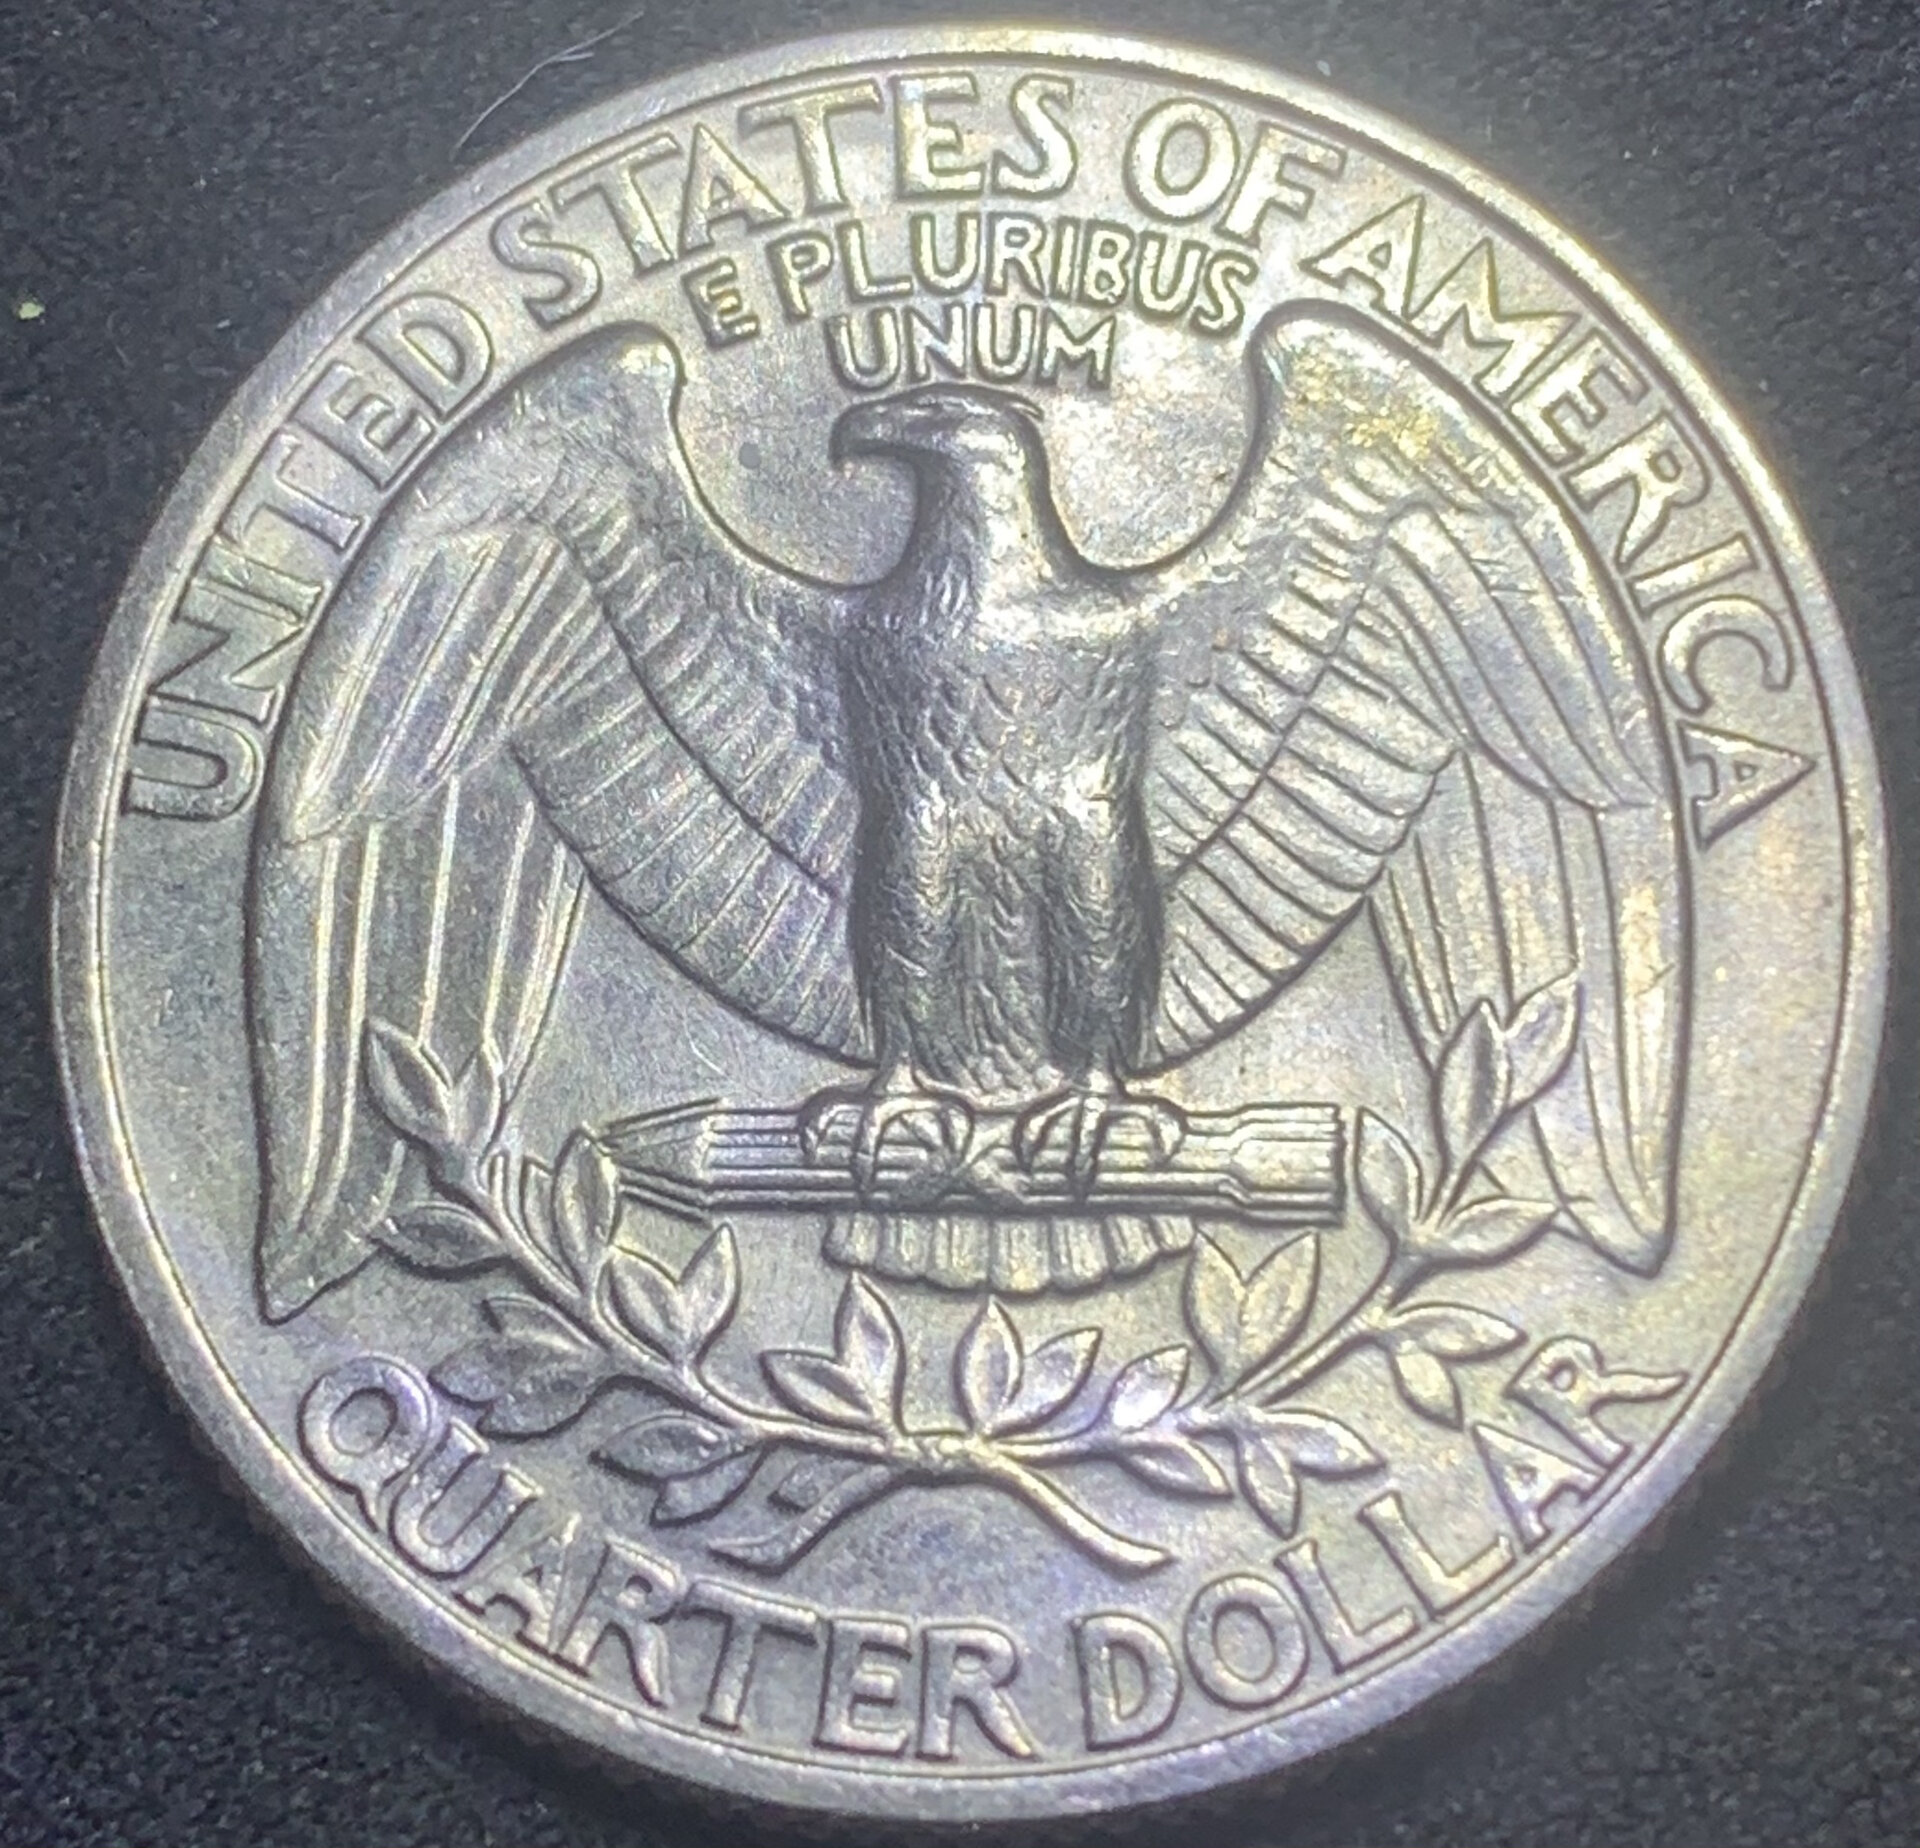 UNITED STATES OF AMERICA
E PLURIBUS
UNUM
QUARTER DOLLAR